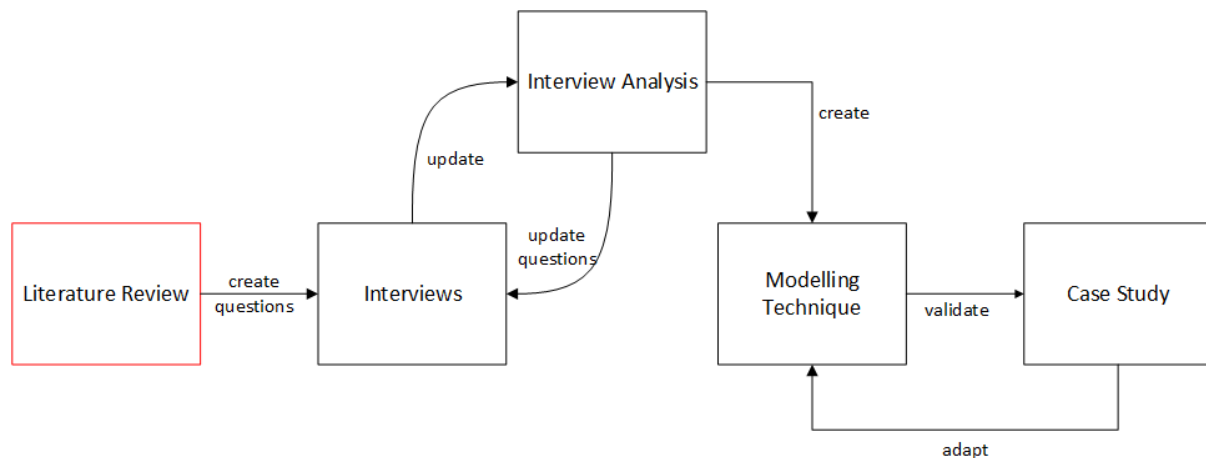 Interview Analysis
create
update
update
questions
Literature Review
create
questions
Interviews
Modelling
Technique
validate
Case Study
adapt